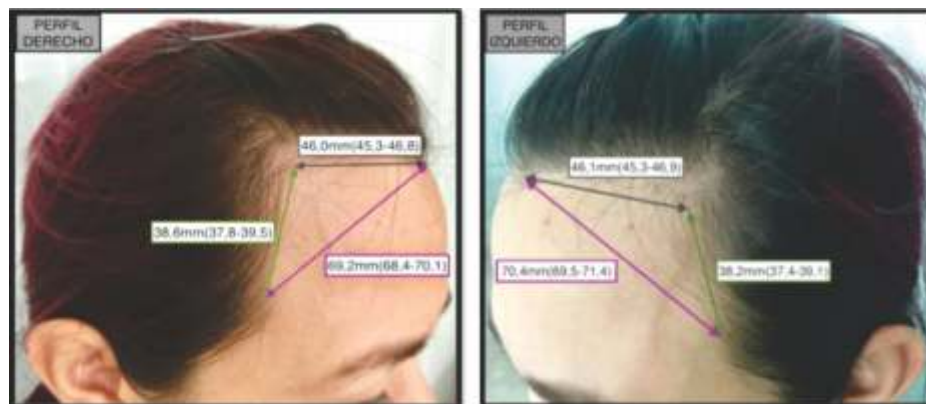 PERFIL
DERECHO
46,0mm(45,3-46,8)
38,6mm(37,8-39,5)
69,2mm(68,4-70,1)
PERFIL
IZQUIERDO
46,1mm(45,3-46,9)
70,4mm(69,5-71,4)
38,2mm(37,4-39,1)